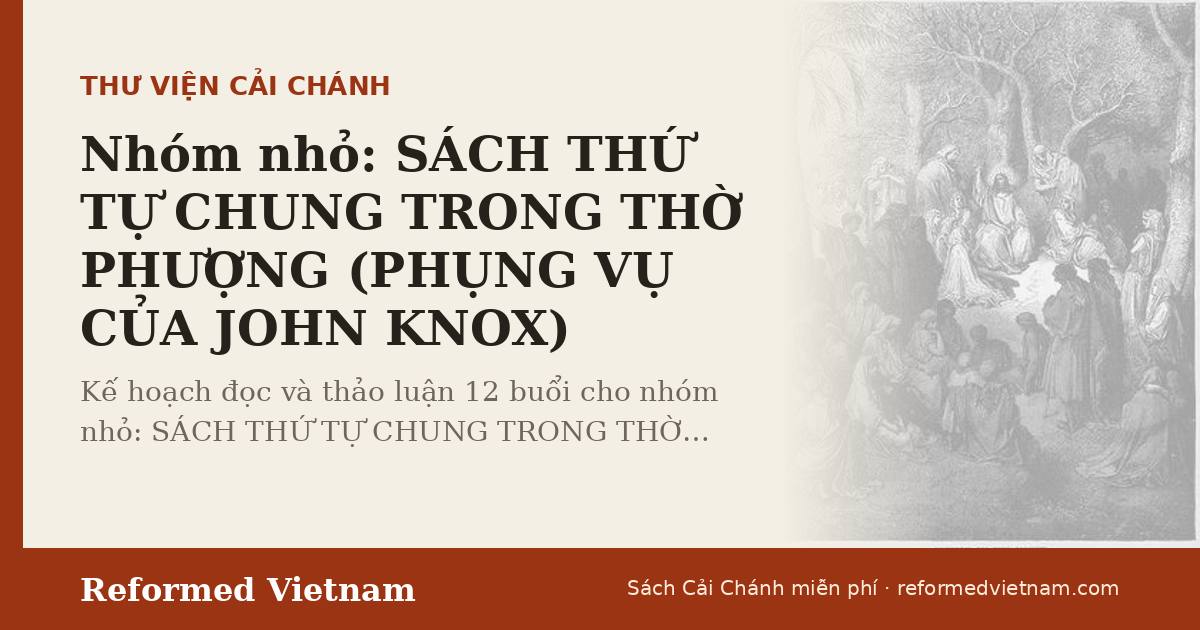 THƯ VIỆN CẢI CHÁNH
Nhóm nhỏ: SÁCH THỨ
TỰ CHUNG TRONG THỜ
PHƯỢNG (PHỤNG VỤ
CỦA JOHN KNOX)
Kế hoạch đọc và thảo luận 12 buổi cho nhóm
nhỏ: SÁCH THỨ TỰ CHUNG TRONG THỜ...
Reformed Vietnam
Sách Cải Chánh miễn phí · reformedvietnam.com